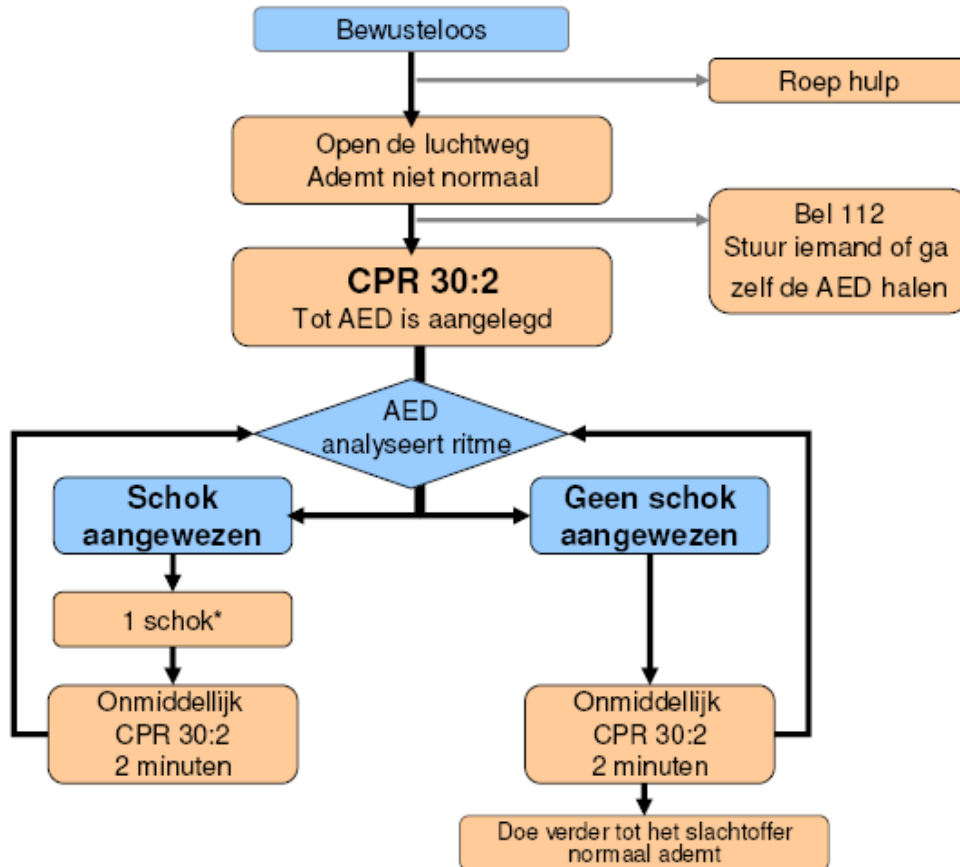 Bewusteloos
Roep hulp
Open de luchtweg
Ademt niet normaal
Bel 112
Stuur iemand of ga
zelf de AED halen
CPR 30:2
Tot AED is aangelegd
AED
analyseert ritme
Schok
aangewezen
Geen schok
aangewezen
1 schok*
Onmiddellijk
CPR 30:2
2 minuten
Onmiddellijk
CPR 30:2
2 minuten
Doe verder tot het slachtoffer
normaal ademt